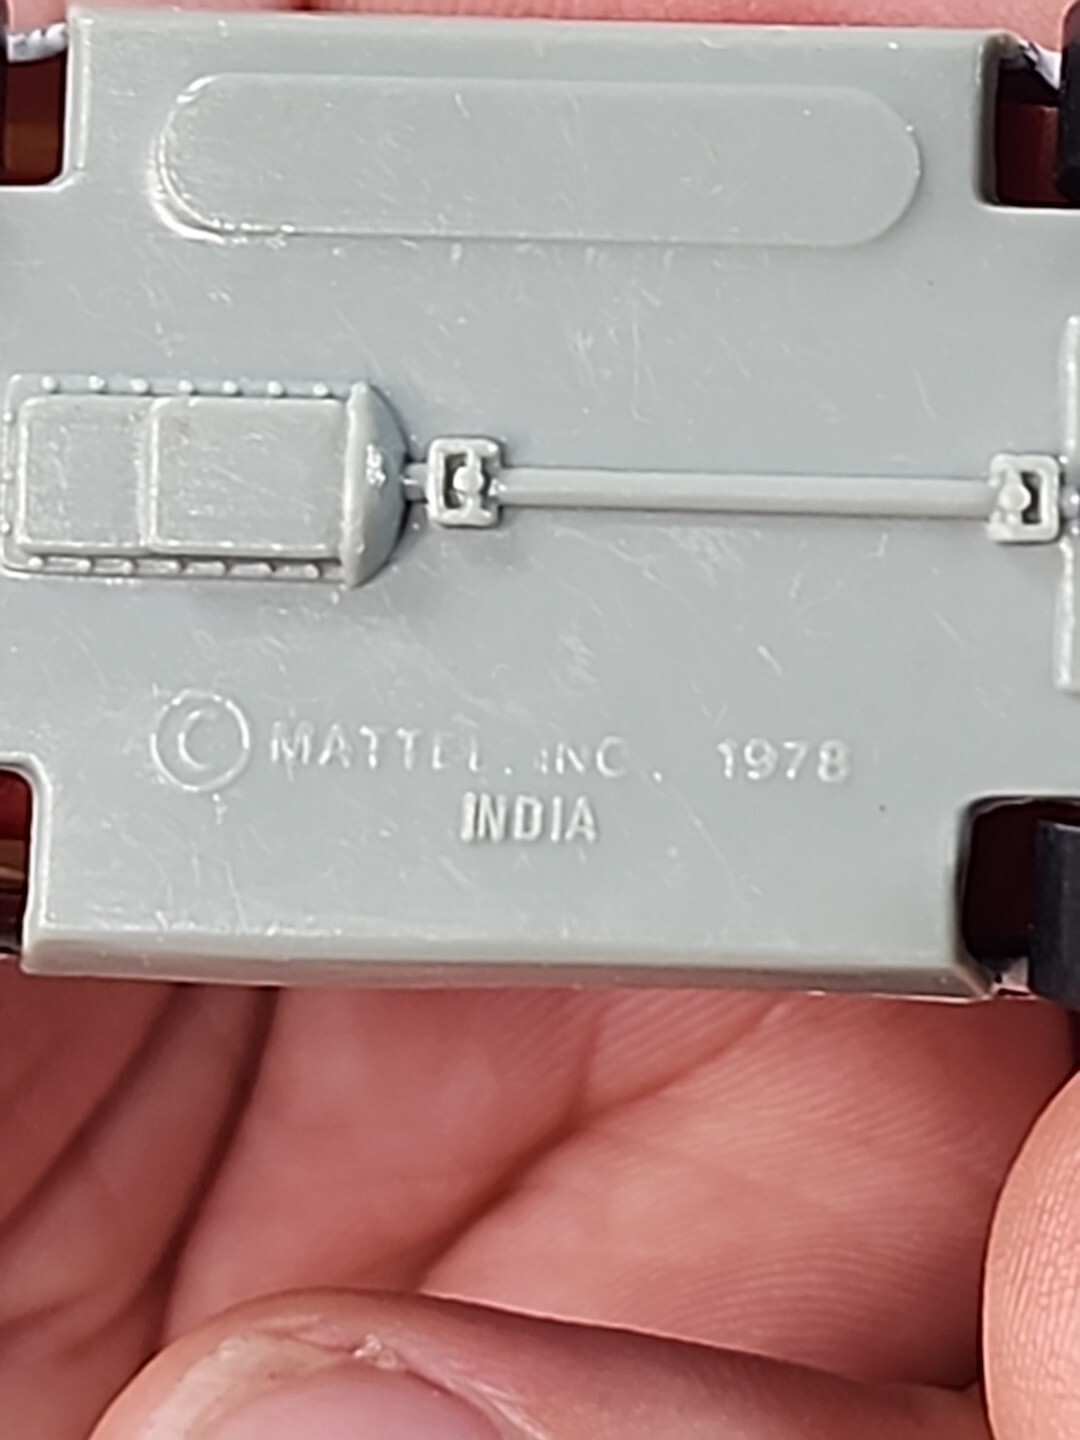 © MATTEL, INC. 1978
INDIA